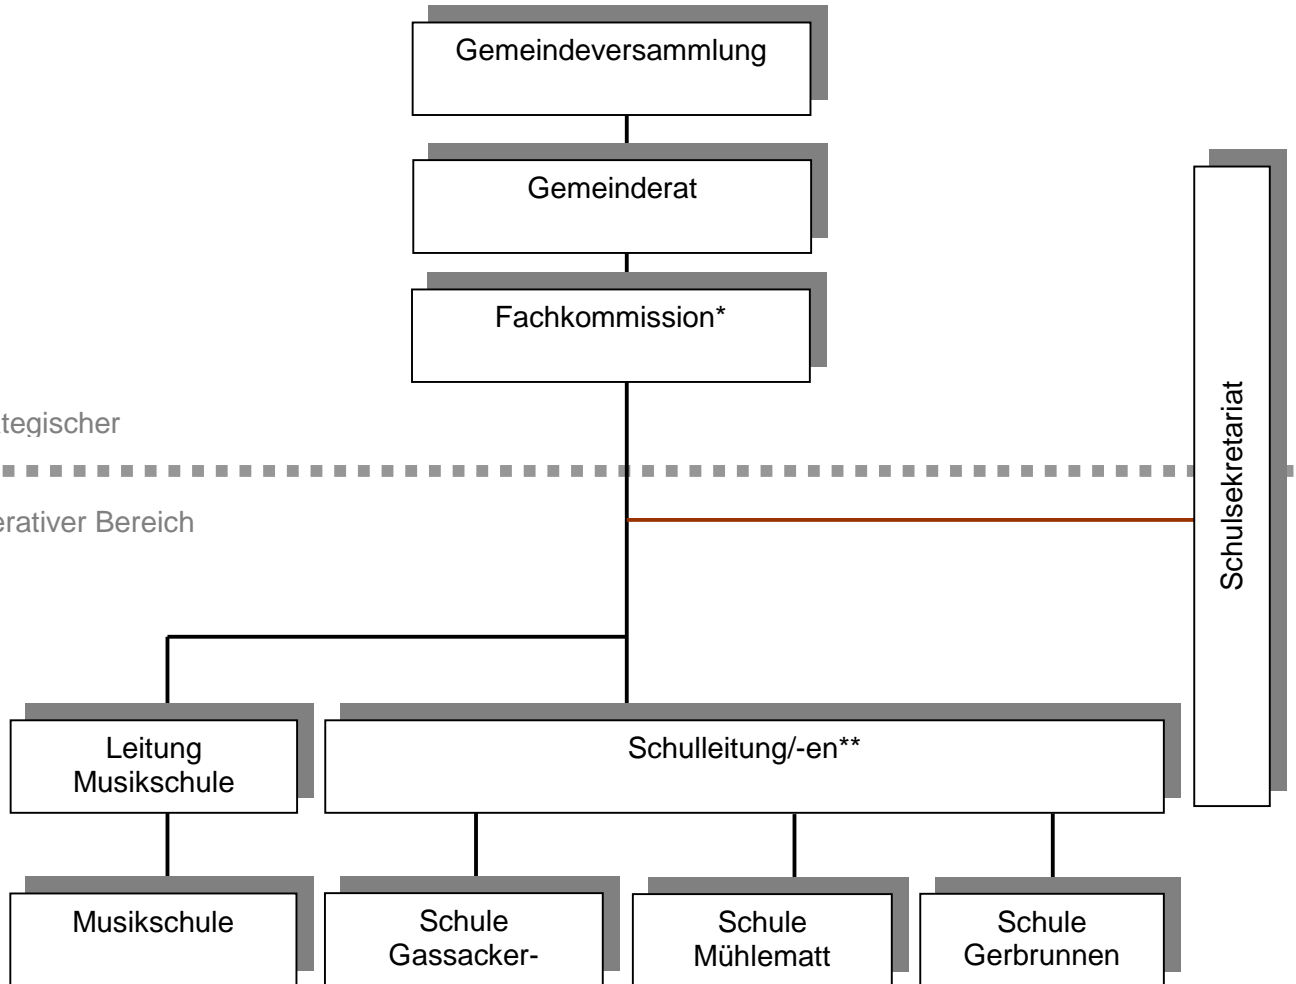 Gemeindeversammlung
Gemeinderat
Fachkommission*
tegischer
erativer Bereich
Schulsekretariat
Leitung
Musikschule
Schulleitung/-en**
Musikschule
Schule
Gassacker-
Schule
Mühlematt
Schule
Gerbrunnen